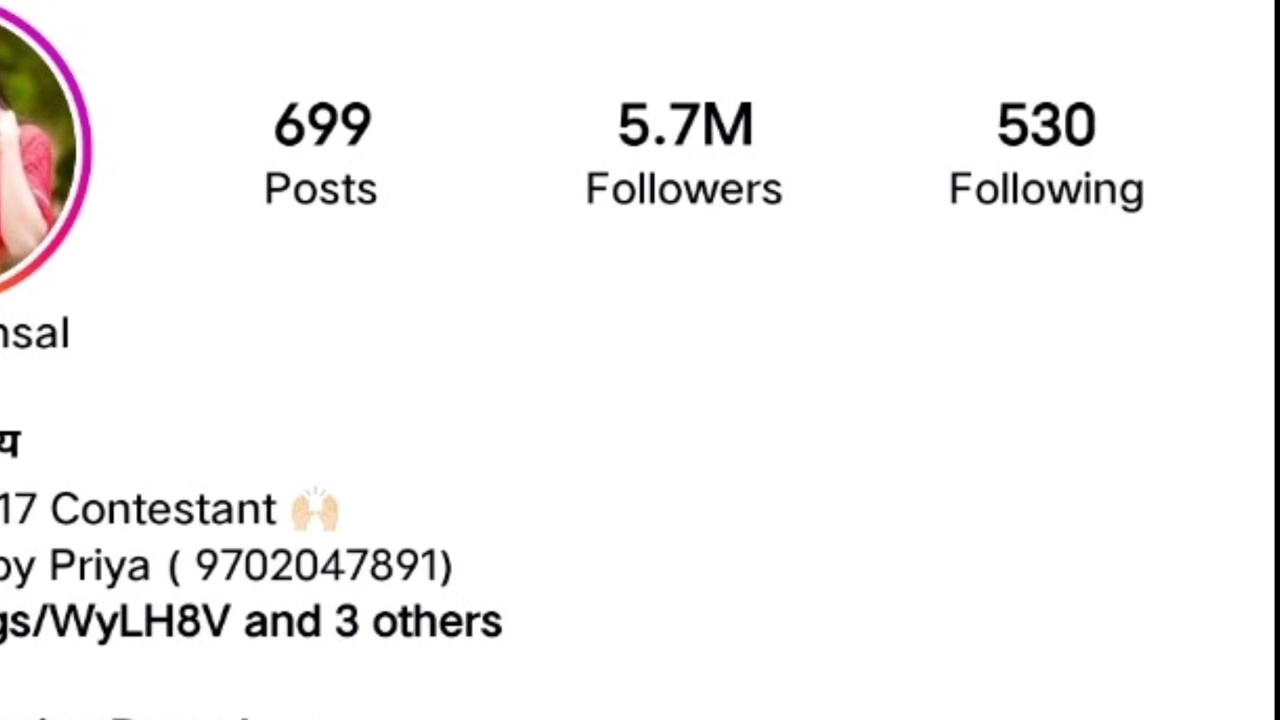 699 5.7M 530
Posts Followers Following
nsal
य
17 Contestant 🙌🏻
by Priya ( 9702047891)
gs/WyLH8V and 3 others